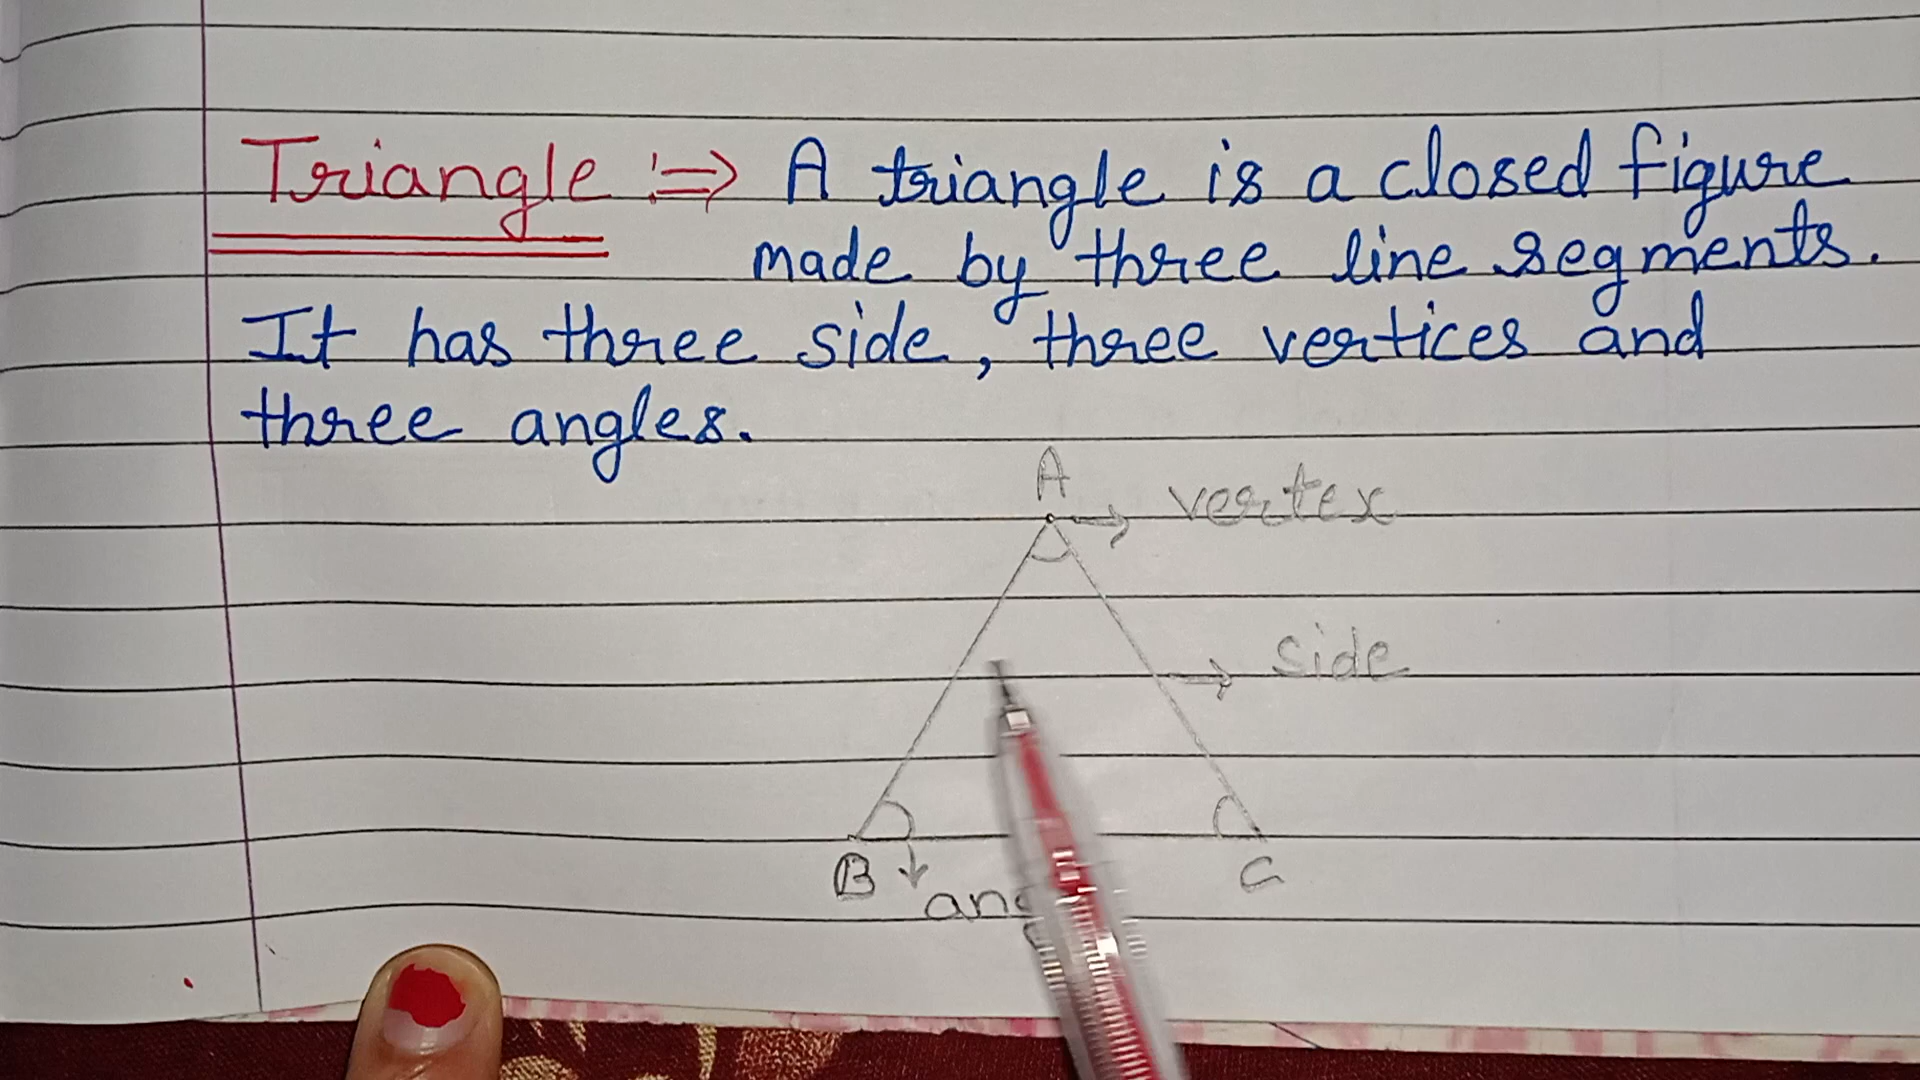 Triangle :⇒ A triangle is a closed figure
made by three line segments.
It has three side, three vertices and
three angles.
A
vertex
side
B
C